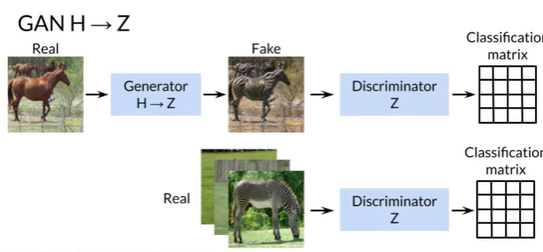 GAN H → Z
Real
Fake
Classification
matrix
Generator
H → Z
Discriminator
Z
Classification
matrix
Real
Discriminator
Z